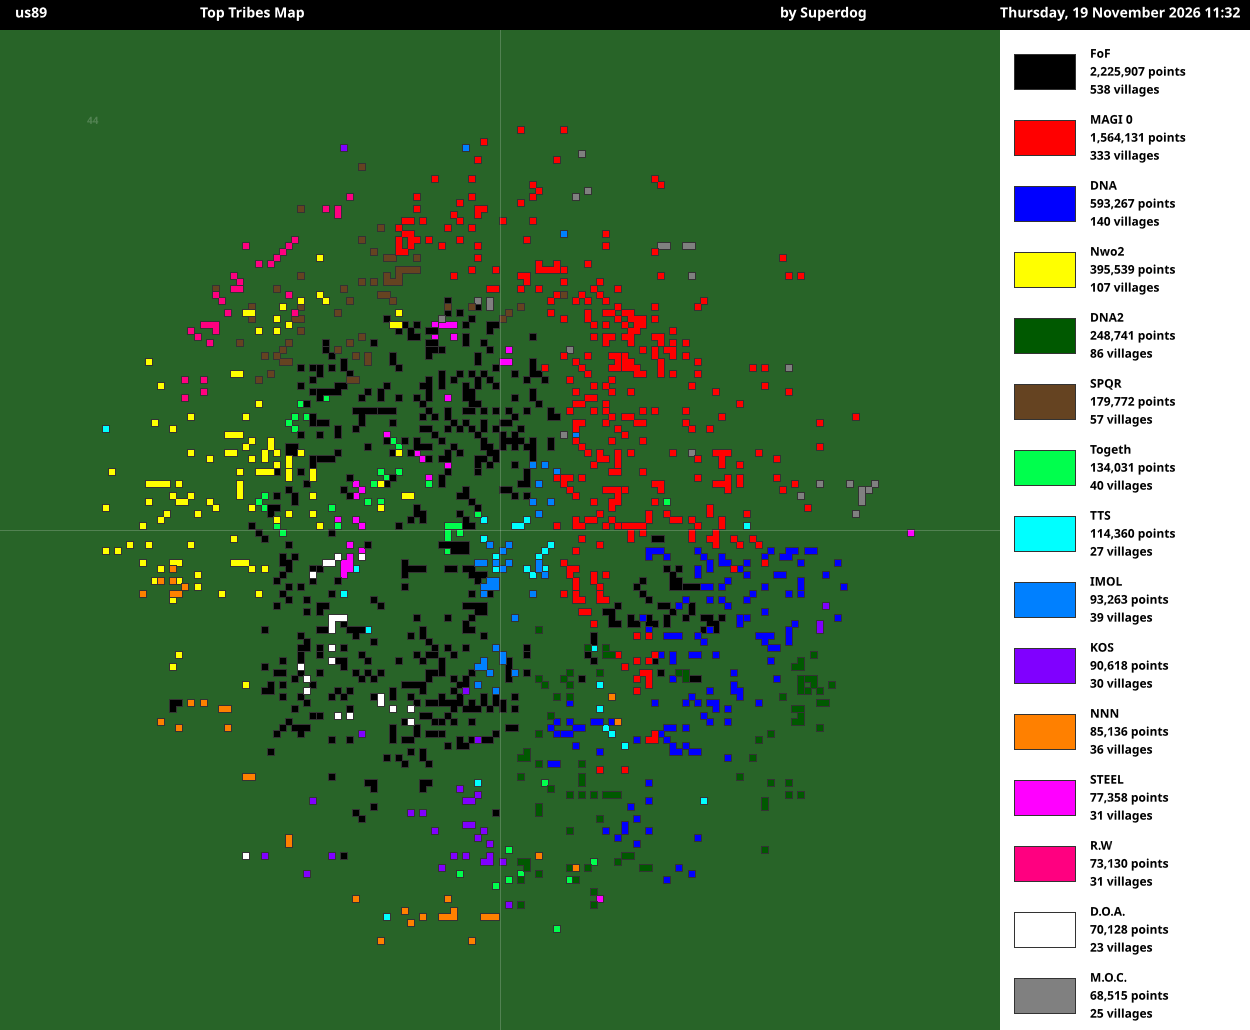 us89 Top Tribes Map by Superdog Thursday, 19 November 2026 11:32
44
FoF
2,225,907 points
538 villages
MAGI 0
1,564,131 points
333 villages
DNA
593,267 points
140 villages
Nwo2
395,539 points
107 villages
DNA2
248,741 points
86 villages
SPQR
179,772 points
57 villages
Togeth
134,031 points
40 villages
TTS
114,360 points
27 villages
IMOL
93,263 points
39 villages
KOS
90,618 points
30 villages
NNN
85,136 points
36 villages
STEEL
77,358 points
31 villages
R.W
73,130 points
31 villages
D.O.A.
70,128 points
23 villages
M.O.C.
68,515 points
25 villages